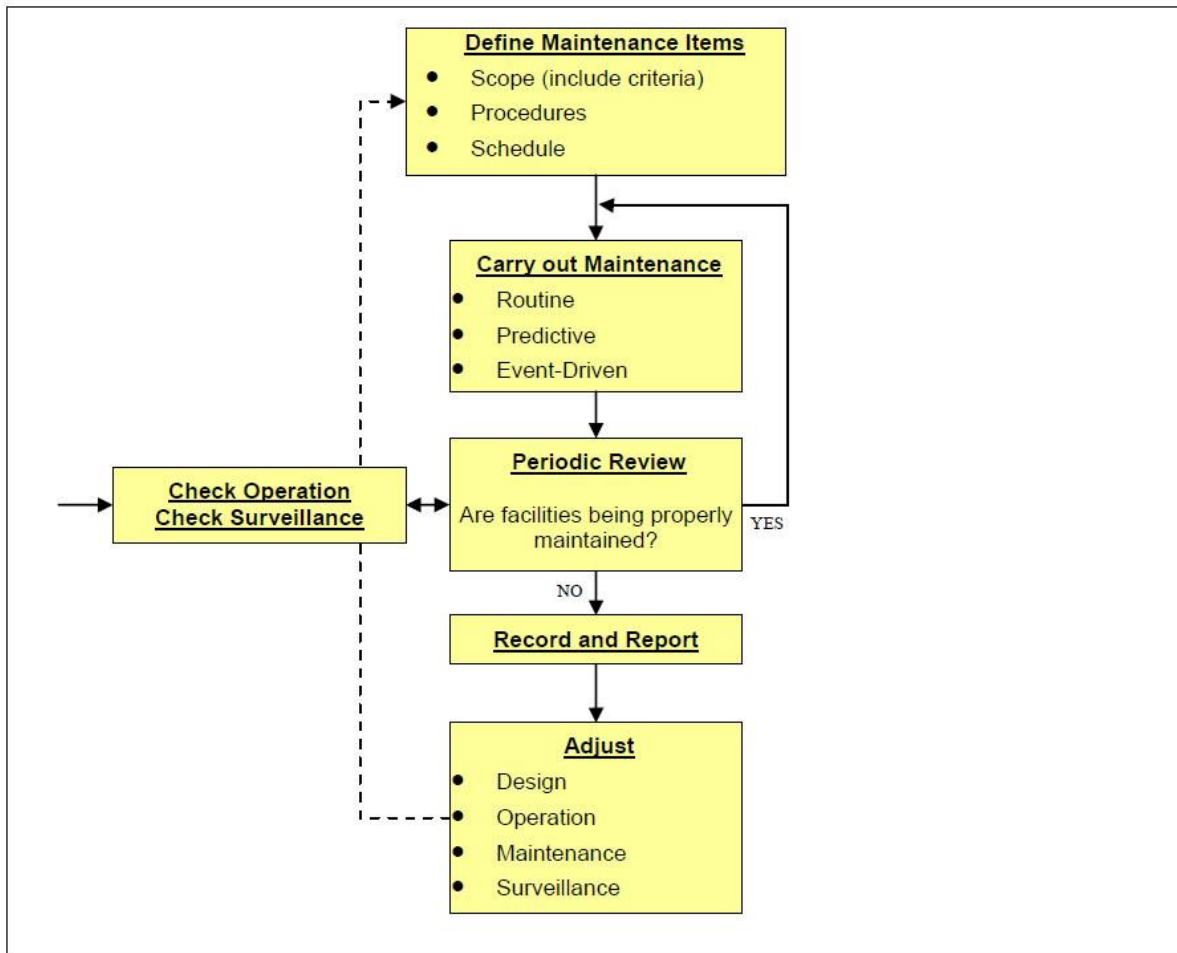 Define Maintenance Items
● Scope (include criteria)
● Procedures
● Schedule
Carry out Maintenance
● Routine
● Predictive
● Event-Driven
Check Operation
Check Surveillance
Periodic Review
Are facilities being properly
maintained?
YES
NO
Record and Report
Adjust
● Design
● Operation
● Maintenance
● Surveillance